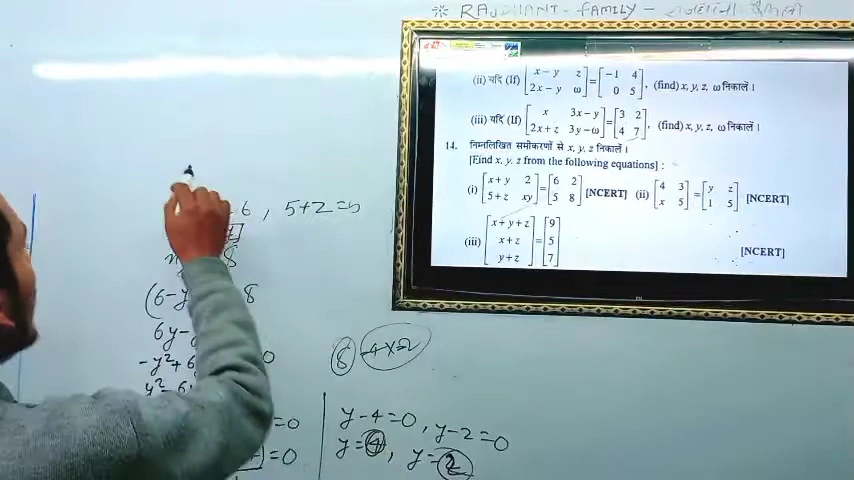 ※ RAJDHANI - FAMILY -
(ii) यदि (If) [x-y z 2x-y ω] = [-1 4 0 5], (find) x, y, z, ω निकालें।
(iii) यदि (If) [x 3x-y 2x+z 3y-ω] = [3 2 4 7], (find) x, y, z, ω निकालें।
14. निम्नलिखित समीकरणों से x, y, z निकालें।
[Find x, y, z from the following equations] :
(i) [x+y 2 5+z xy] = [6 2 5 8] [NCERT] (ii) [4 3 x 5] = [y z 1 5] [NCERT]
(iii) [x+y+z x+z y+z] = [9 5 7] [NCERT]
6, 5+z=5
8
(6-y 8
6y-
-y²+6 0
y²-6
=0
=0
8 -4×-2
y-4=0, y-2=0
y=4, y=2